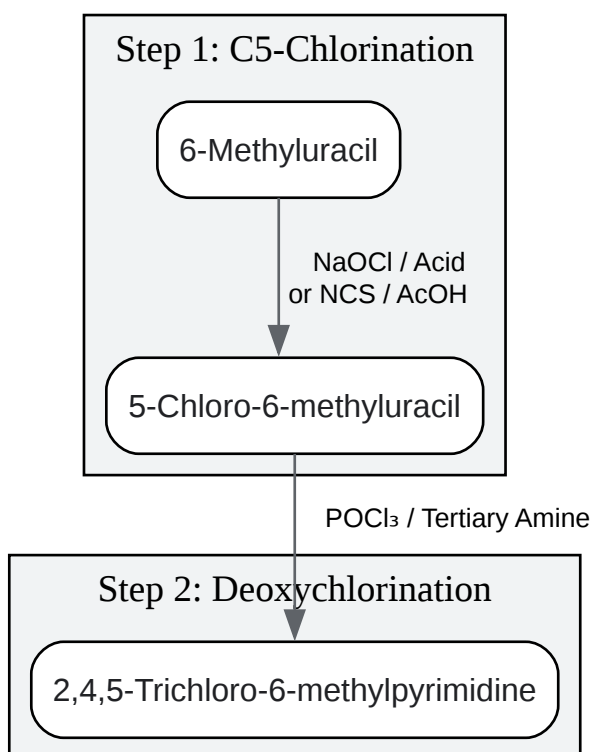 Step 1: C5-Chlorination
6-Methyluracil
NaOCl / Acid
or NCS / AcOH
5-Chloro-6-methyluracil
POCl₃ / Tertiary Amine
Step 2: Deoxychlorination
2,4,5-Trichloro-6-methylpyrimidine